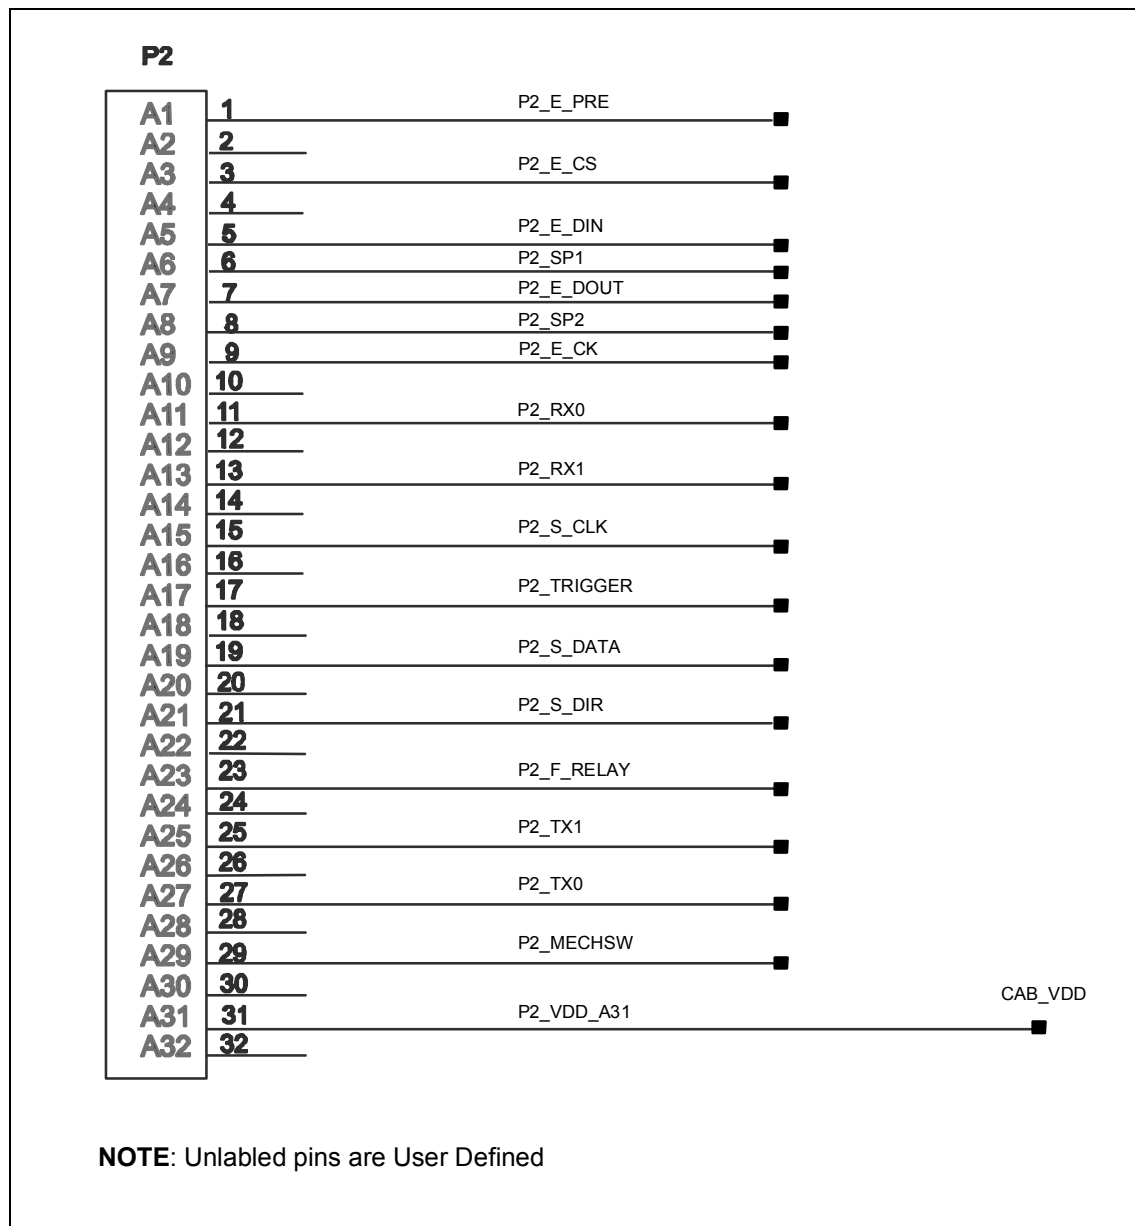 P2
A1 1 P2_E_PRE
A2 2
A3 3 P2_E_CS
A4 4
A5 5 P2_E_DIN
A6 6 P2_SP1
A7 7 P2_E_DOUT
A8 8 P2_SP2
A9 9 P2_E_CK
A10 10
A11 11 P2_RX0
A12 12
A13 13 P2_RX1
A14 14
A15 15 P2_S_CLK
A16 16
A17 17 P2_TRIGGER
A18 18
A19 19 P2_S_DATA
A20 20
A21 21 P2_S_DIR
A22 22
A23 23 P2_F_RELAY
A24 24
A25 25 P2_TX1
A26 26
A27 27 P2_TX0
A28 28
A29 29 P2_MECHSW
A30 30
CAB_VDD
A31 31 P2_VDD_A31
A32 32
NOTE: Unlabled pins are User Defined